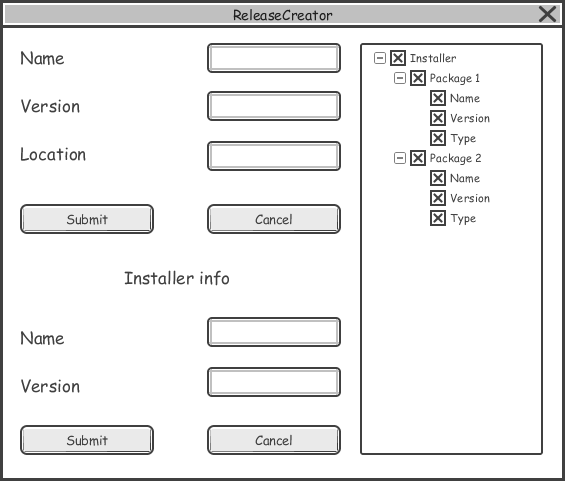 ReleaseCreator
Name
Version
Location
Submit Cancel
Installer info
Name
Version
Submit Cancel
Installer
Package 1
Name
Version
Type
Package 2
Name
Version
Type